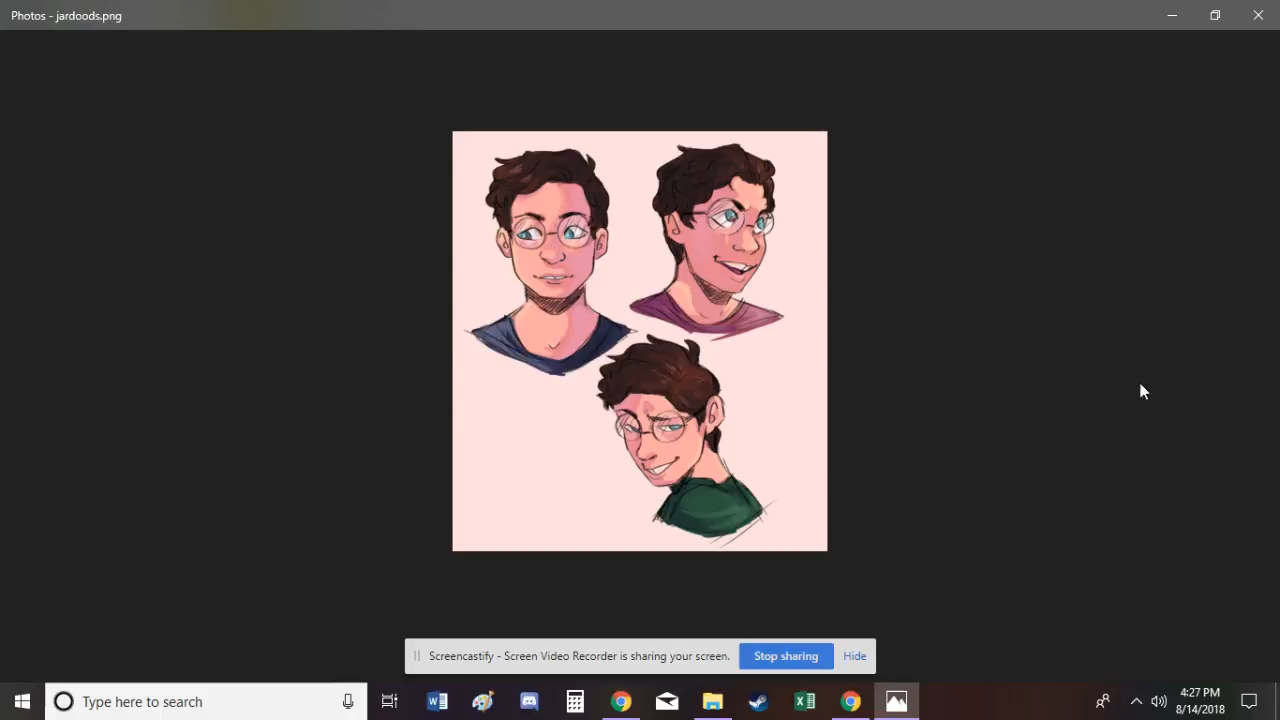 Photos - jardoods.png
Screencastify - Screen Video Recorder is sharing your screen. Stop sharing Hide
Type here to search
4:27 PM
8/14/2018